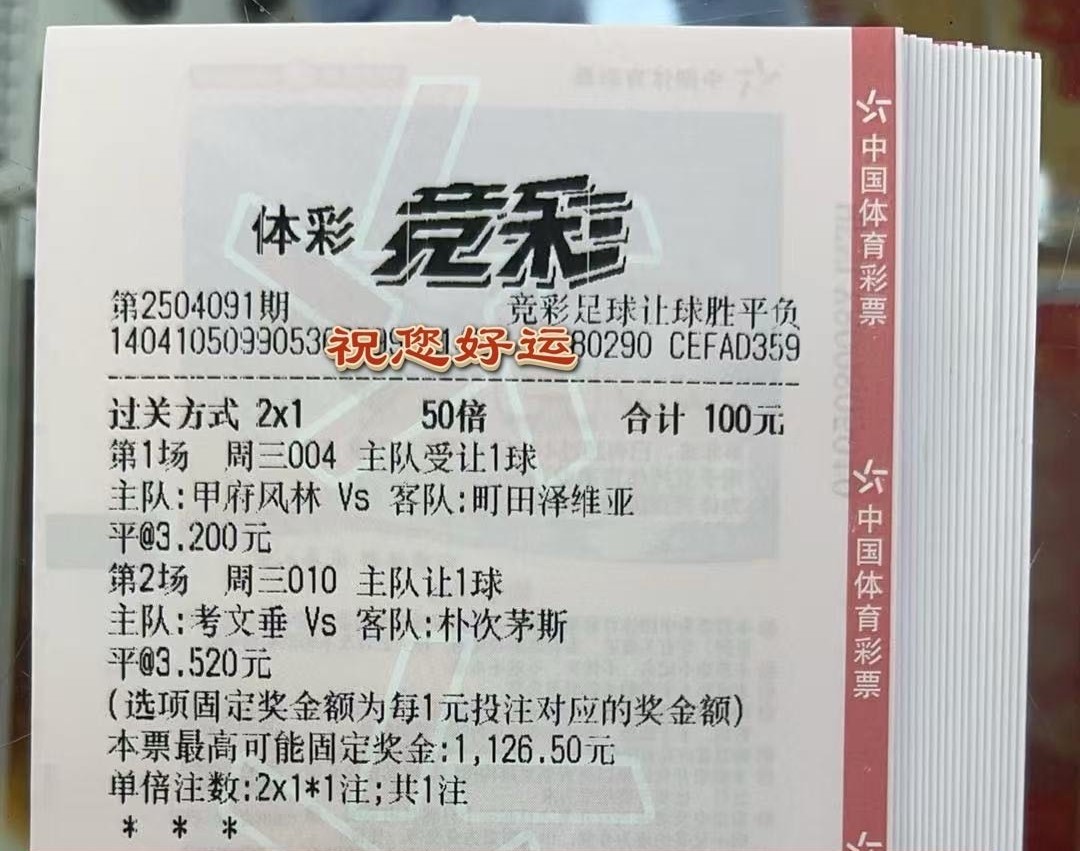 体彩 竞彩
第2504091期 竞彩足球让球胜平负
1404105099053 祝您好运 80290 CEFAD359
过关方式 2x1 50倍 合计 100元
第1场 周三004 主队受让1球
主队:甲府风林 Vs 客队:町田泽维亚
平@3.200元
第2场 周三010 主队让1球
主队:考文垂 Vs 客队:朴次茅斯
平@3.520元
(选项固定奖金额为每1元投注对应的奖金额)
本票最高可能固定奖金:1,126.50元
单倍注数:2x1*1注;共1注
* * *
中国体育彩票
中国体育彩票